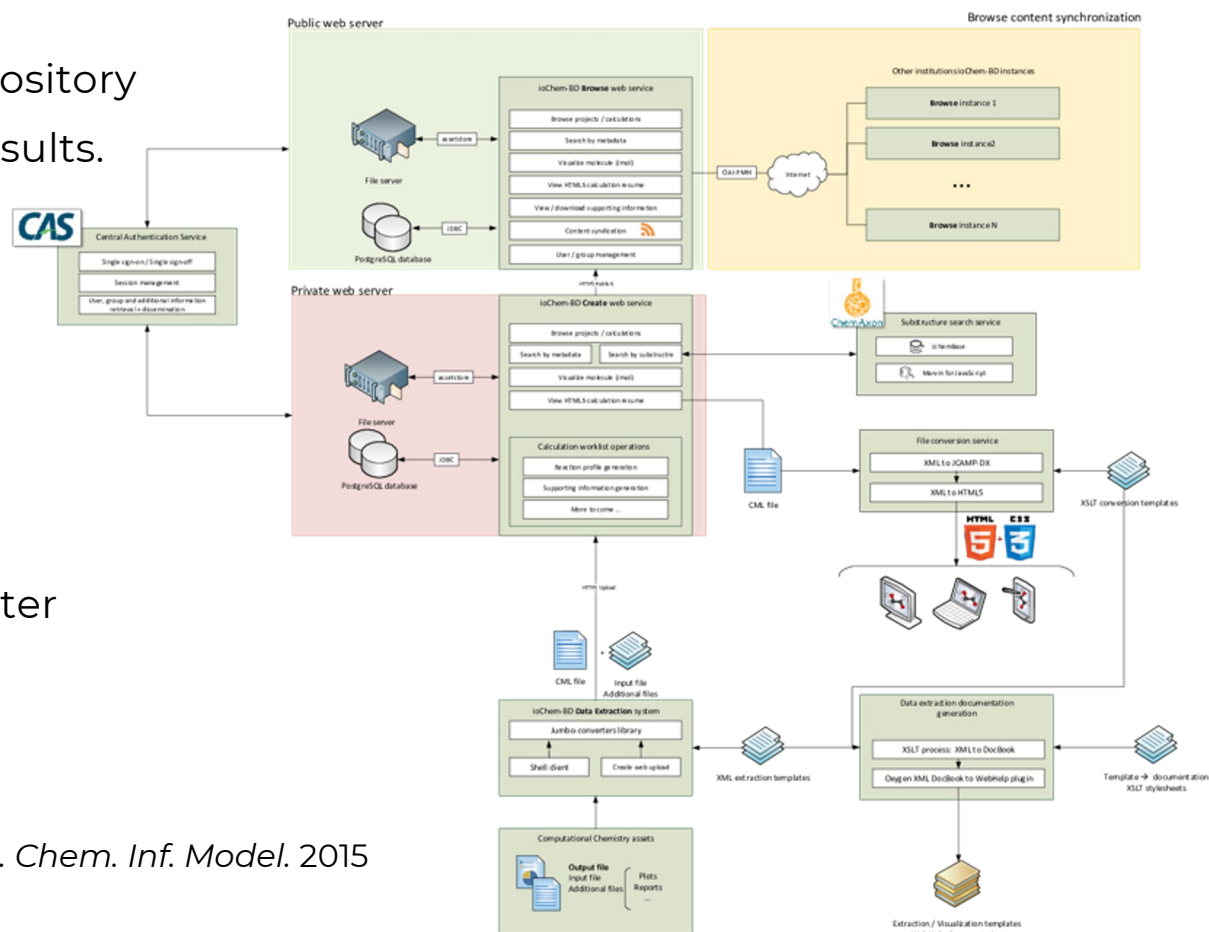 ository
sults.
ter
. Chem. Inf. Model. 2015
Public web server
Browse content synchronization
ioChem-BD Browse web service
Browse projects / calculations
Search by metadata
Visualize molecule (Jmol)
View HTML5 calculation resume
View / download supporting information
Content syndication
User / group management
File server
assetstore
PostgreSQL database
JDBC
Other institutions ioChem-BD instances
Browse instance 1
Browse instance2
...
Browse instance N
OAI-PMH
Internet
CAS
Central Authentication Service
Single sign-on / Single sign-off
Session management
User, group and additional information
retrieval + dissemination
Private web server
ioChem-BD Create web service
Browse projects / calculations
Search by metadata
Search by substructre
Visualize molecule (Jmol)
View HTML5 calculation resume
Calculation worklist operations
Reaction profile generation
Supporting information generation
More to come ...
File server
assetstore
PostgreSQL database
JDBC
ChemAxon
Substructure search service
JchemBase
Marvin for JavaScript
CML file
File conversion service
XML to JCAMP-DX
XML to HTML5
XSLT conversion templates
HTML
5
+
CSS
3
Upload
CML file
+
Input file
Additional files
ioChem-BD Data Extraction system
Jumbo-converters library
Shell client
Create web upload
XML extraction templates
Data extraction documentation
generation
XSLT process: XML to DocBook
Oxygen XML DocBook to WebHelp plugin
Template → documentation
XSLT stylesheets
Computational Chemistry assets
Output file
Input file
Additional files
Plots
Reports
...
Extraction / Visualization templates